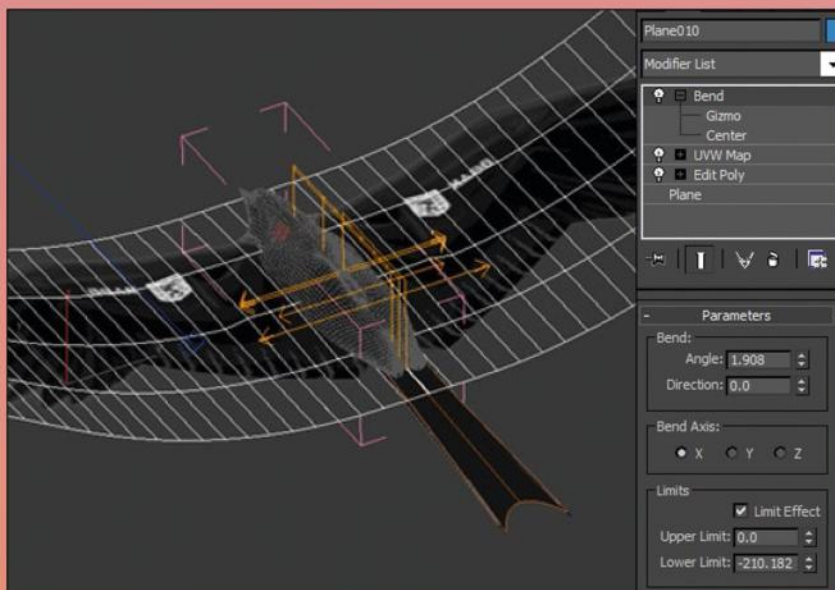 Plane010
Modifier List
Bend
Gizmo
Center
UVW Map
Edit Poly
Plane
Parameters
Bend:
Angle: 1.908
Direction: 0.0
Bend Axis:
X Y Z
Limits
Limit Effect
Upper Limit: 0.0
Lower Limit: -210.182